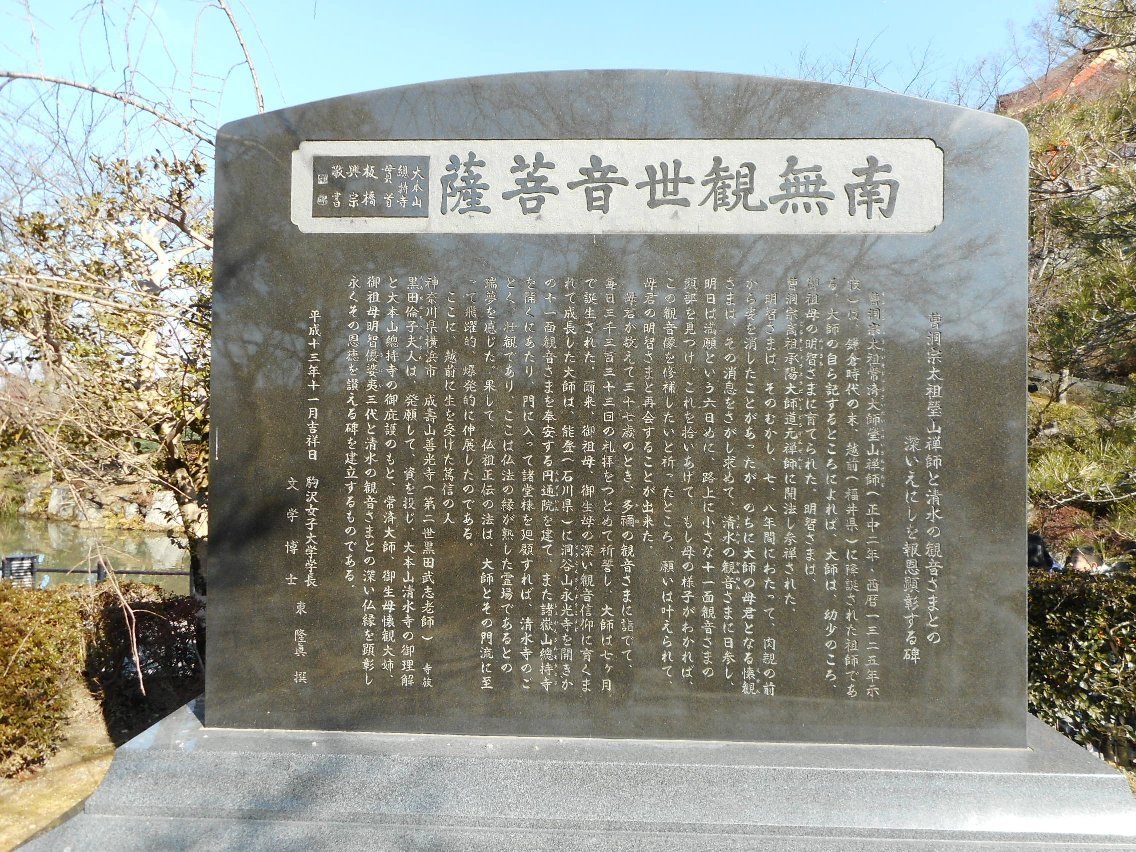 南無観世音菩薩
大本山
總持寺
貫首
板橋
興宗
敬書
曹洞宗太祖瑩山禅師と清水の観音さまとの
深いえにしを報恩顕彰する碑
曹洞宗太祖常済大師瑩山禅師(正中二年、西暦一三二五年示
寂)は、鎌倉時代の末、越前(福井県)に降誕された祖師であ
る。大師の自ら記するところによれば、大師は、幼少のころ、
御祖母の明智さまに育てられた。明智さまは、
曹洞宗高祖承陽大師道元禅師に聞法し参禅された。
明智さまは、そのむかし、七、八年間にわたって、肉親の前
から姿を消したことがあったが、のちに大師の母君となる懐観
さまは、その消息をさがし求めて、清水の観音さまに日参し、
明日は満願という六日めに、路上に小さな十一面観音さまの
頭部を見つけ、これを拾いあげて、もし母の様子がわかれば、
この観音像を修補したいと祈ったところ、願いは叶えられて、
母君の明智さまと再会することが出来た。
母君が数えて三十七歳のとき、多禰の観音さまに詣でて、
毎日三千三百三十三回の礼拝をつとめて祈誓し、大師は七ヶ月
で誕生された。爾来、御祖母、御生母の深い観音信仰に育くま
れて成長した大師は、能登(石川県)に洞谷山永光寺を開きか
の十一面観音さまを奉安する円通院を建て、また諸嶽山總持寺
を開くにあたり、門に入って諸堂様を廻顧すれば、清水寺のご
とく、壮観であり、ここは仏法の縁が熟した霊場であるとの
瑞夢を感じた。果して、仏祖正伝の法は、大師とその門流に至
って飛躍的、爆発的に伸展したのである。
ここに、越前に生を受けた篤信の人
神奈川県横浜市 成寿山善光寺(第二世黒田武志老師) 寺族
黒田倫子夫人は、発願して、資を投じ、大本山清水寺の御理解
と大本山總持寺の御庇護のもと、常済大師 御生母懐観大姉、
御祖母明智優婆夷三代と清水の観音さまとの深い仏縁を顕彰し
永くその恩徳を讃える碑を建立するものである。
平成十三年十一月吉祥日 駒沢女子大学学長
文学博士 東隆眞 撰